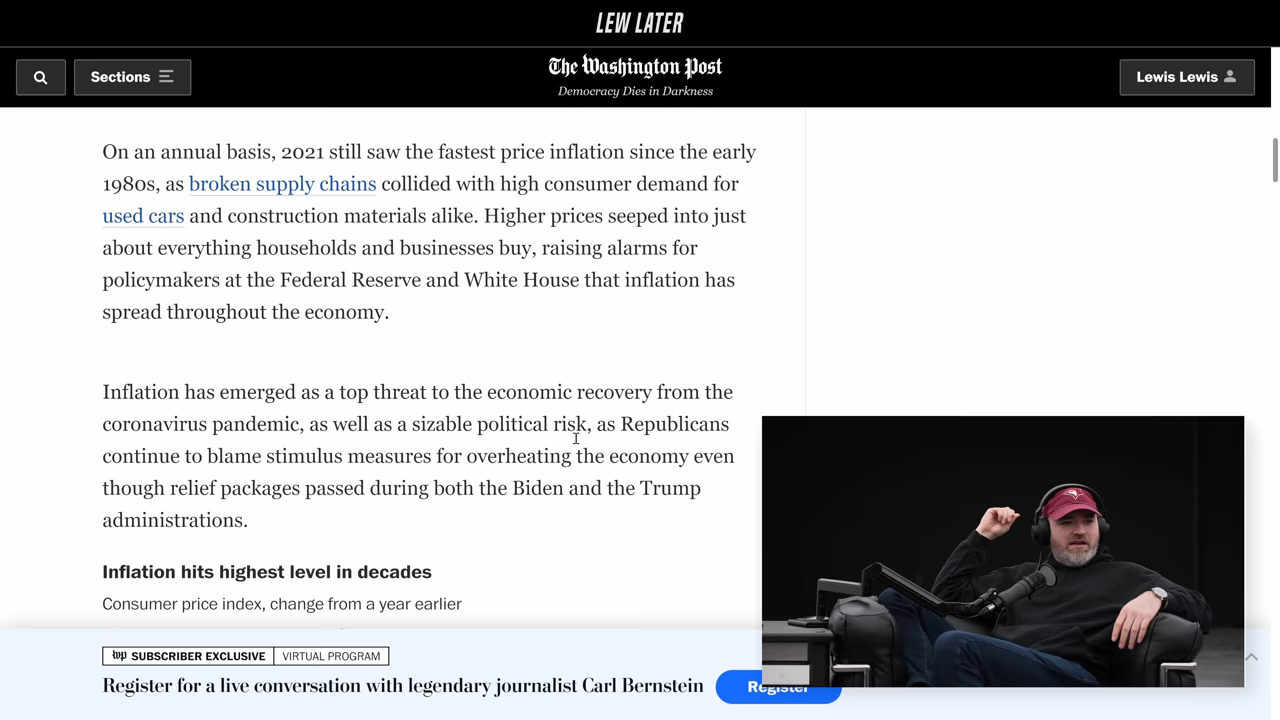 LEW LATER
Sections
The Washington Post
Democracy Dies in Darkness
Lewis Lewis
On an annual basis, 2021 still saw the fastest price inflation since the early
1980s, as broken supply chains collided with high consumer demand for
used cars and construction materials alike. Higher prices seeped into just
about everything households and businesses buy, raising alarms for
policymakers at the Federal Reserve and White House that inflation has
spread throughout the economy.
Inflation has emerged as a top threat to the economic recovery from the
coronavirus pandemic, as well as a sizable political risk, as Republicans
continue to blame stimulus measures for overheating the economy even
though relief packages passed during both the Biden and the Trump
administrations.
Inflation hits highest level in decades
Consumer price index, change from a year earlier
wp SUBSCRIBER EXCLUSIVE VIRTUAL PROGRAM
Register for a live conversation with legendary journalist Carl Bernstein
Register